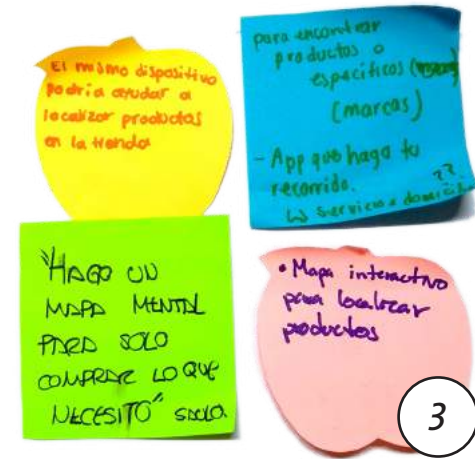 El mismo dispositivo
podría ayudar a
localizar productos
en la tienda
para encontrar
productos o
específicos
(marcas)
- App que haga tu
recorrido. ??
↳ Servicio a domicilio
"HAGO UN
MAPA MENTAL
PARA SOLO
COMPRAR LO QUE
NECESITO"
• Mapa interactivo
para localizar
productos
3